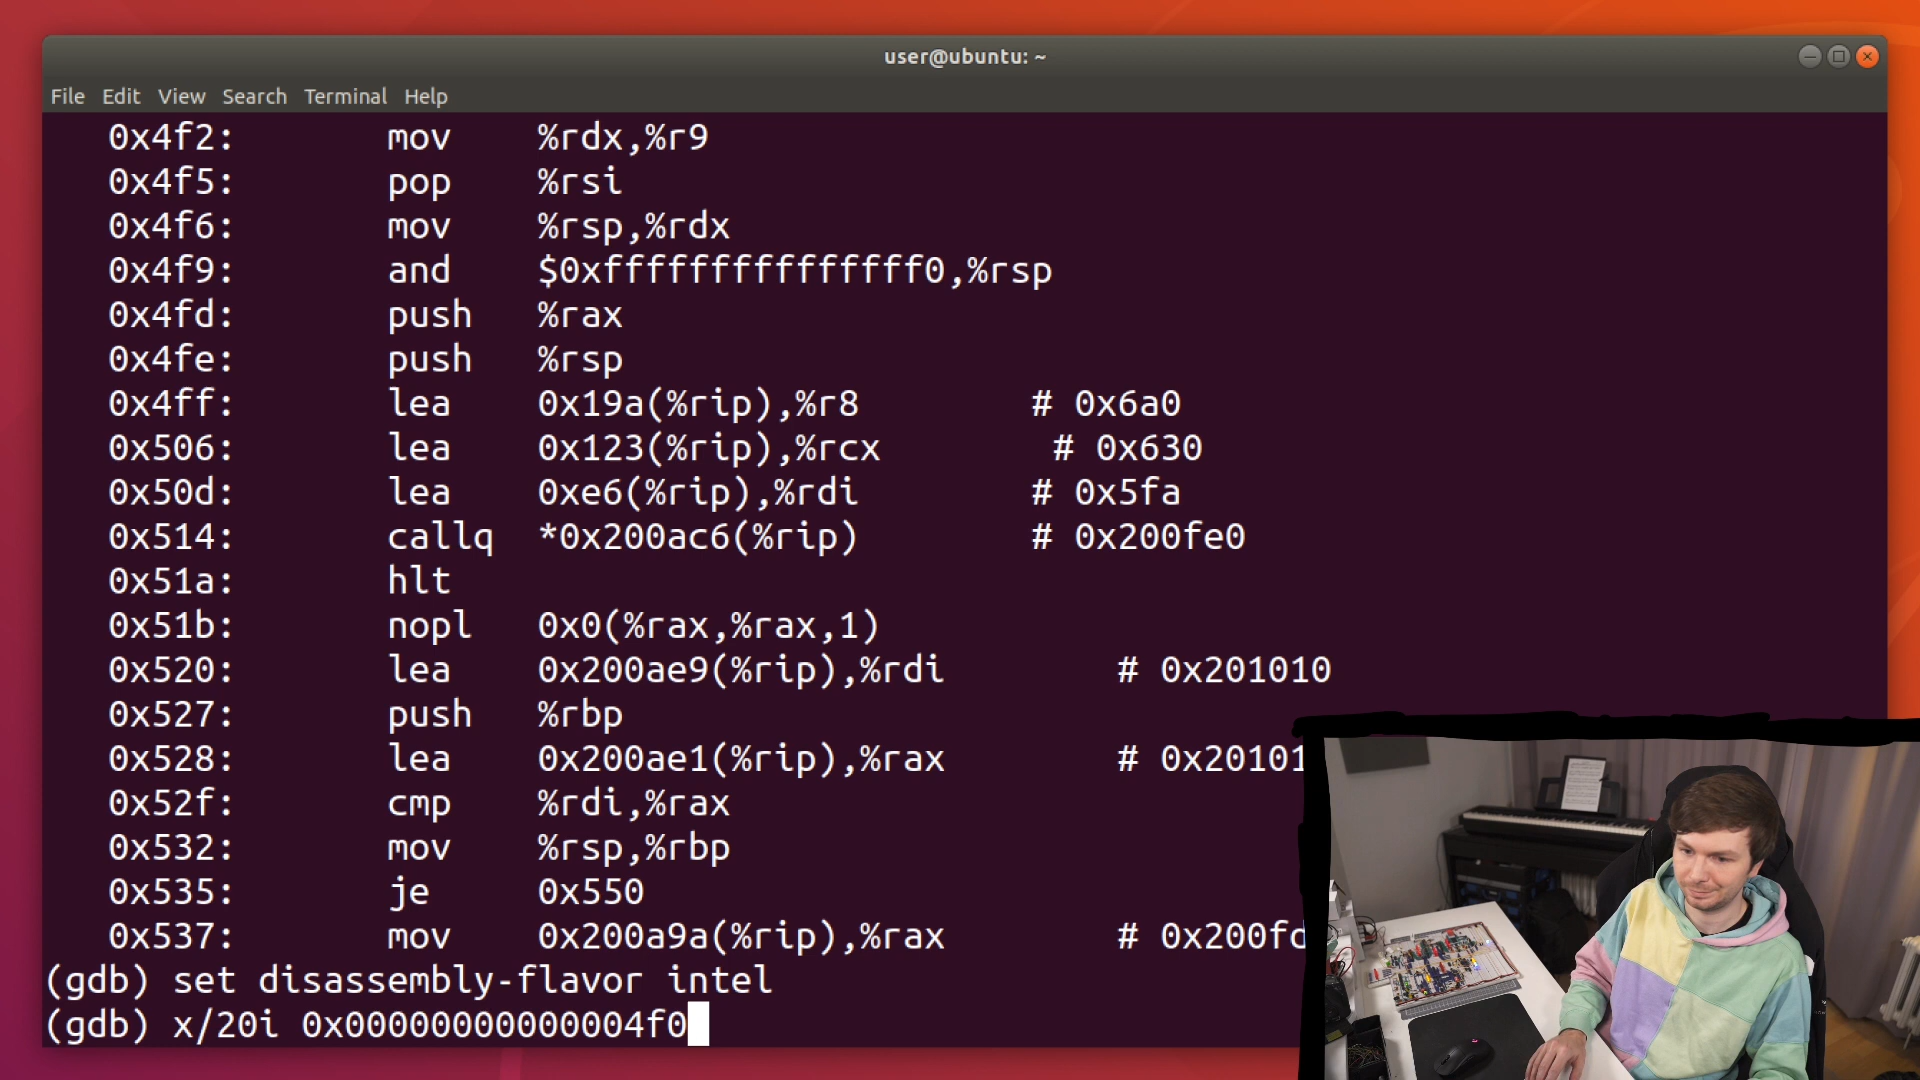 user@ubuntu: ~
File Edit View Search Terminal Help
0x4f2: mov %rdx,%r9
0x4f5: pop %rsi
0x4f6: mov %rsp,%rdx
0x4f9: and $0xfffffffffffffff0,%rsp
0x4fd: push %rax
0x4fe: push %rsp
0x4ff: lea 0x19a(%rip),%r8 # 0x6a0
0x506: lea 0x123(%rip),%rcx # 0x630
0x50d: lea 0xe6(%rip),%rdi # 0x5fa
0x514: callq *0x200ac6(%rip) # 0x200fe0
0x51a: hlt
0x51b: nopl 0x0(%rax,%rax,1)
0x520: lea 0x200ae9(%rip),%rdi # 0x201010
0x527: push %rbp
0x528: lea 0x200ae1(%rip),%rax # 0x20101
0x52f: cmp %rdi,%rax
0x532: mov %rsp,%rbp
0x535: je 0x550
0x537: mov 0x200a9a(%rip),%rax # 0x200fd
(gdb) set disassembly-flavor intel
(gdb) x/20i 0x00000000000004f0